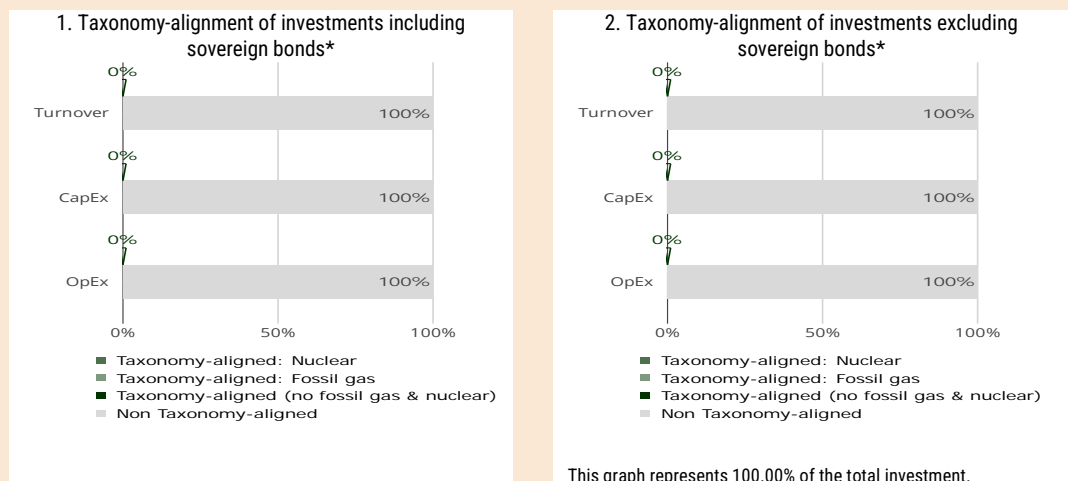 1. Taxonomy-alignment of investments including
sovereign bonds*
0%
Turnover
100%
0%
CapEx
100%
0%
OpEx
100%
0%
50%
100%
Taxonomy-aligned: Nuclear
Taxonomy-aligned: Fossil gas
Taxonomy-aligned (no fossil gas & nuclear)
Non Taxonomy-aligned
2. Taxonomy-alignment of investments excluding
sovereign bonds*
0%
Turnover
100%
0%
CapEx
100%
0%
OpEx
100%
0%
50%
100%
Taxonomy-aligned: Nuclear
Taxonomy-aligned: Fossil gas
Taxonomy-aligned (no fossil gas & nuclear)
Non Taxonomy-aligned
This graph represents 100.00% of the total investment.